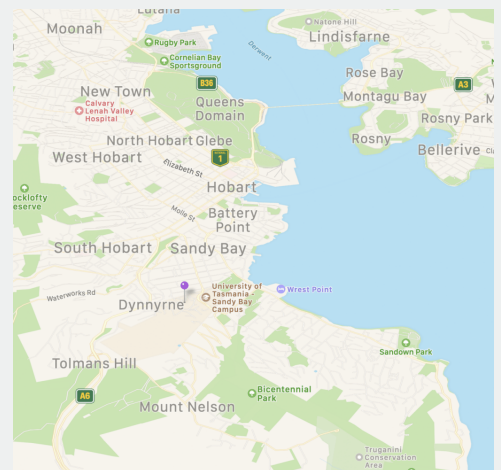 Lutana
Moonah
Natone Hill
Lindisfarne
Rugby Park
Derwent
Cornelian Bay
Sportsground
Rose Bay
B36
A3
New Town
Montagu Bay
Queens
Domain
Calvary
Lenah Valley
Hospital
Rosny Park
North Hobart
Glebe
Rosny
Bellerive
West Hobart
1
Elizabeth St
Hobart
ocklofty
eserve
Molle St
Battery
Point
South Hobart
Sandy Bay
University of
Tasmania -
Sandy Bay
Campus
Wrest Point
Waterworks Rd
Dynnyrne
Sandown Park
Tolmans Hill
A6
Bicentennial
Park
Mount Nelson
Truganini
Conservation
Area